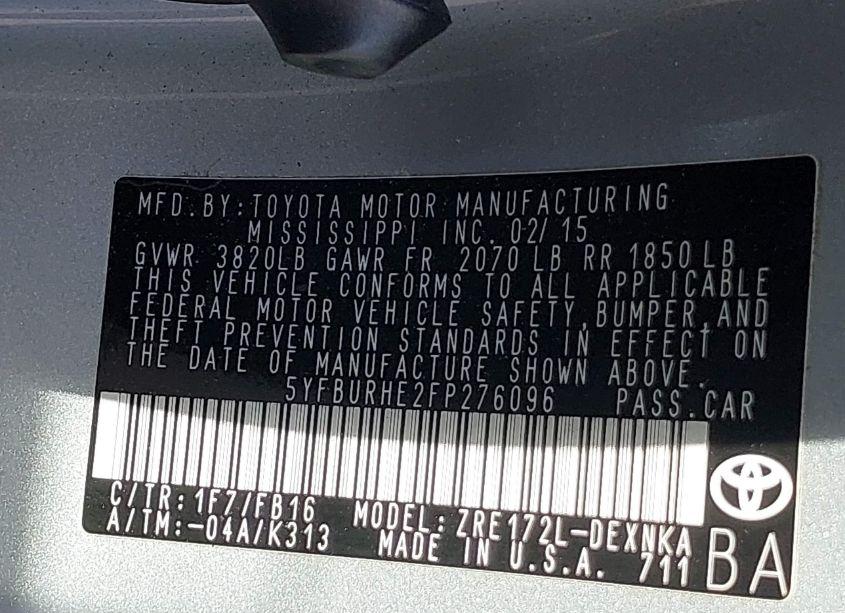 MFD. BY: TOYOTA MOTOR MANUFACTURING
MISSISSIPPI INC. 02/15
GVWR 3820LB GAWR FR 2070 LB RR 1850 LB
THIS VEHICLE CONFORMS TO ALL APPLICABLE
FEDERAL MOTOR VEHICLE SAFETY, BUMPER, AND
THEFT PREVENTION STANDARDS IN EFFECT ON
THE DATE OF MANUFACTURE SHOWN ABOVE.
5YFBURHE2FP276096 PASS. CAR
C/TR: 1F7/FB16 MODEL: ZRE172L-DEXNKA
A/TM:-04A/K313 MADE IN U.S.A. 711 BA